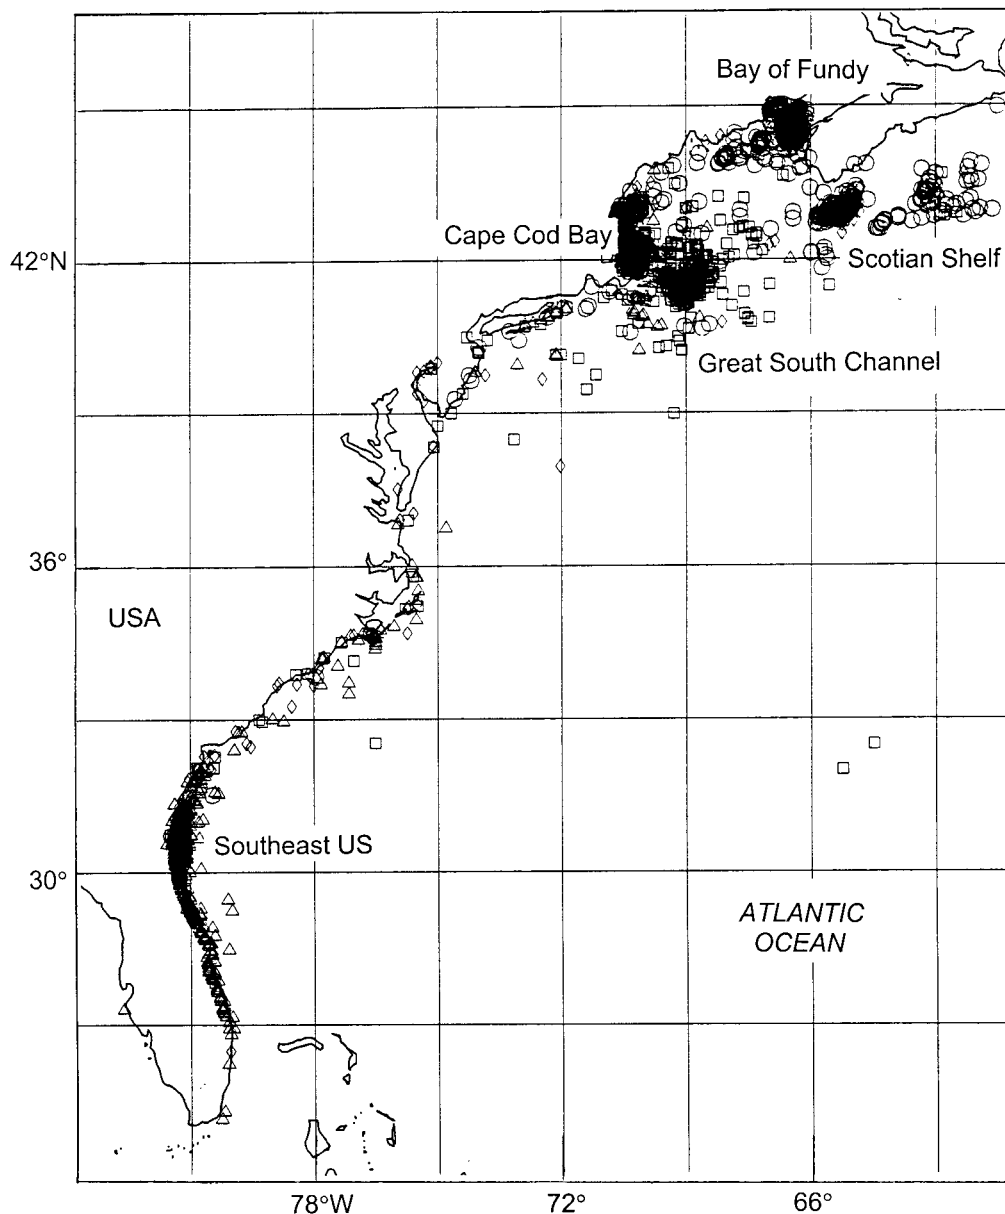 Bay of Fundy
Cape Cod Bay
42°N
Scotian Shelf
Great South Channel
36°
USA
Southeast US
30°
ATLANTIC
OCEAN
78°W
72°
66°